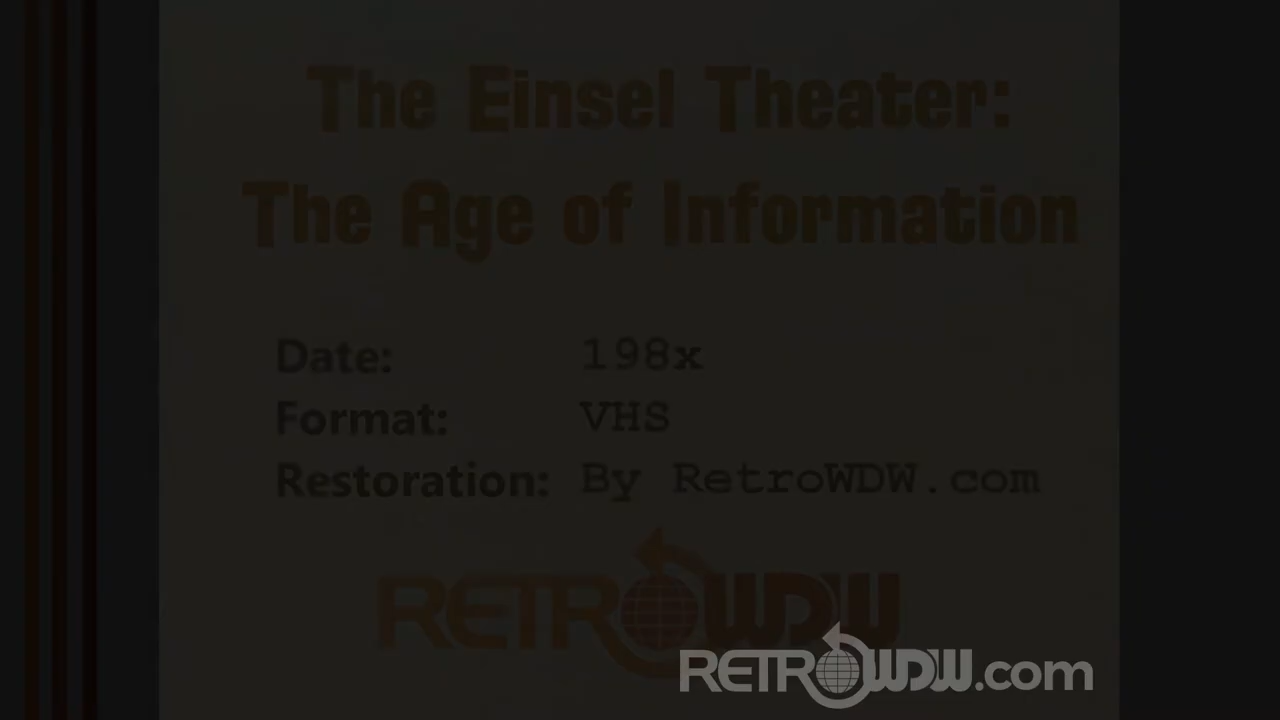 The Einsel Theater:
The Age of Information
Date: 198x
Format: VHS
Restoration: By RetroWDW.com
RETROWDW
RETROWDW.com